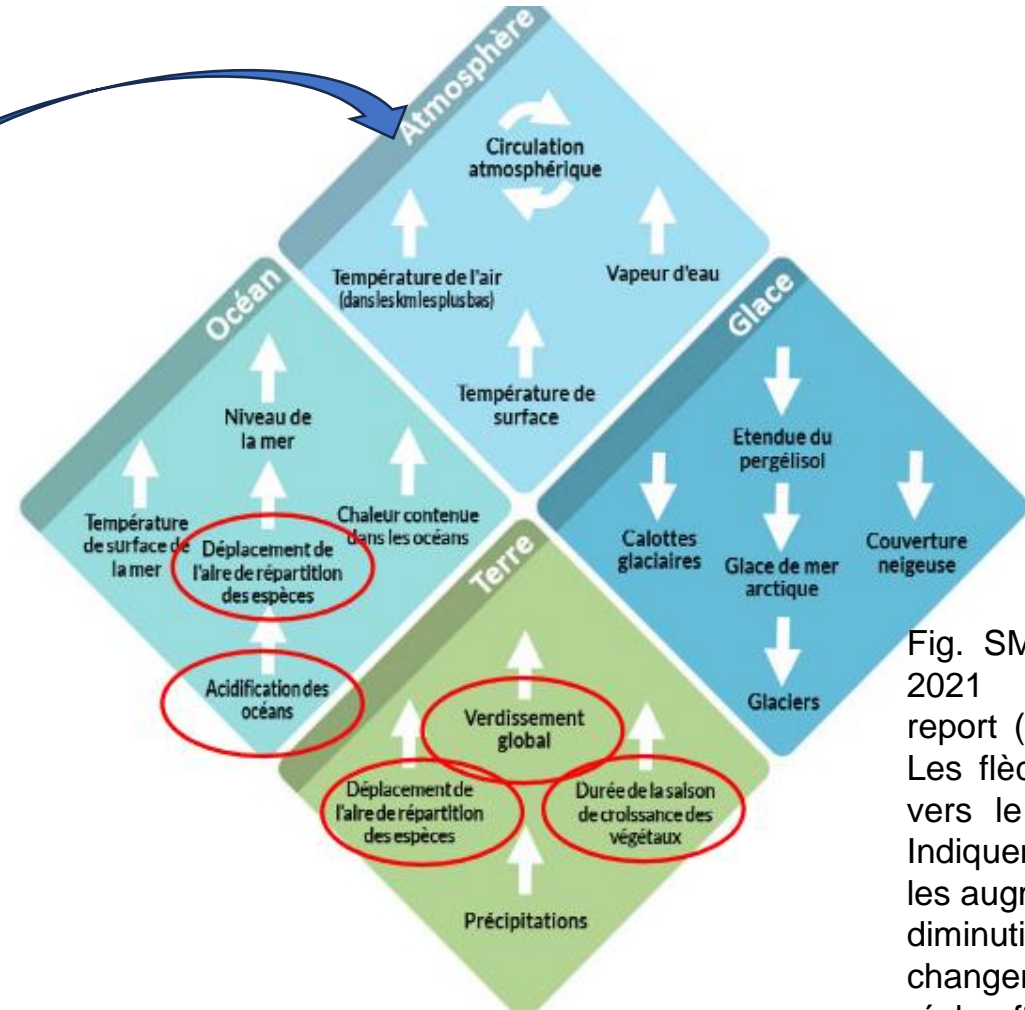 Atmosphère
Circulation
atmosphérique
Température de l'air
(dans les km les plus bas)
Vapeur d'eau
Température de
surface
Océan
Niveau de
la mer
Température
de surface de
la mer
Chaleur contenue
dans les océans
Déplacement de
l'aire de répartition
des espèces
Acidification des
océans
Glace
Etendue du
pergélisol
Calottes
glaciaires
Glace de mer
arctique
Couverture
neigeuse
Glaciers
Terre
Verdissement
global
Déplacement de
l'aire de répartition
des espèces
Durée de la saison
de croissance des
végétaux
Précipitations
Fig. SM
2021
report (
Les flèc
vers le
Indiquer
les augr
diminuti
changer